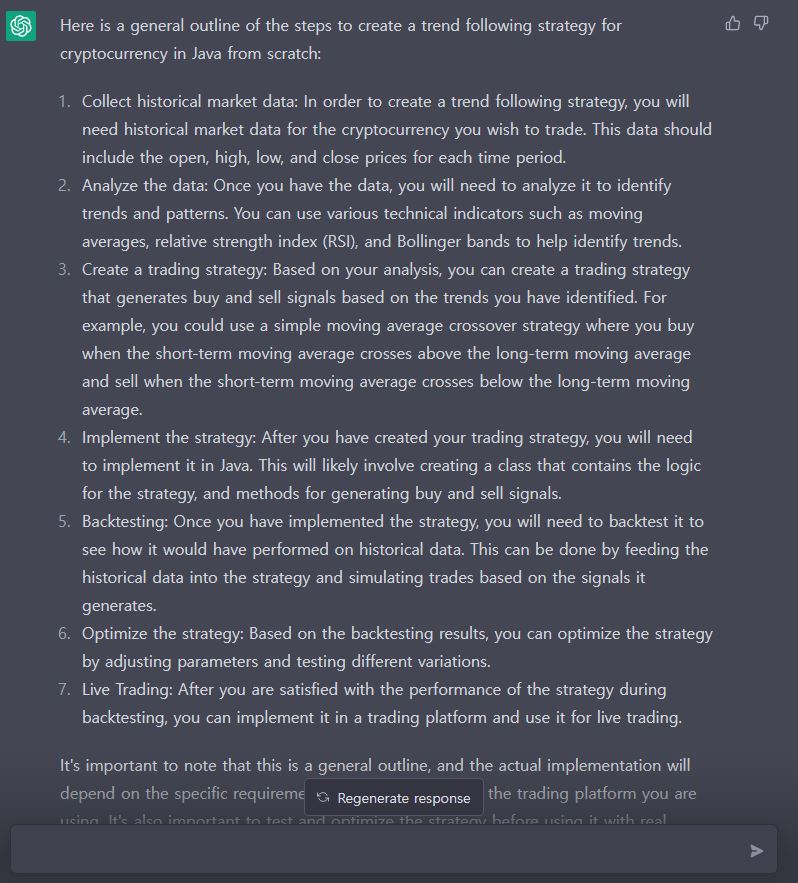 Here is a general outline of the steps to create a trend following strategy for
cryptocurrency in Java from scratch:
1. Collect historical market data: In order to create a trend following strategy, you will
need historical market data for the cryptocurrency you wish to trade. This data should
include the open, high, low, and close prices for each time period.
2. Analyze the data: Once you have the data, you will need to analyze it to identify
trends and patterns. You can use various technical indicators such as moving
averages, relative strength index (RSI), and Bollinger bands to help identify trends.
3. Create a trading strategy: Based on your analysis, you can create a trading strategy
that generates buy and sell signals based on the trends you have identified. For
example, you could use a simple moving average crossover strategy where you buy
when the short-term moving average crosses above the long-term moving average
and sell when the short-term moving average crosses below the long-term moving
average.
4. Implement the strategy: After you have created your trading strategy, you will need
to implement it in Java. This will likely involve creating a class that contains the logic
for the strategy, and methods for generating buy and sell signals.
5. Backtesting: Once you have implemented the strategy, you will need to backtest it to
see how it would have performed on historical data. This can be done by feeding the
historical data into the strategy and simulating trades based on the signals it
generates.
6. Optimize the strategy: Based on the backtesting results, you can optimize the strategy
by adjusting parameters and testing different variations.
7. Live Trading: After you are satisfied with the performance of the strategy during
backtesting, you can implement it in a trading platform and use it for live trading.
It's important to note that this is a general outline, and the actual implementation will
depend on the specific requireme the trading platform you are
Regenerate response
using. It's also important to test and optimize the strategy before using it with real